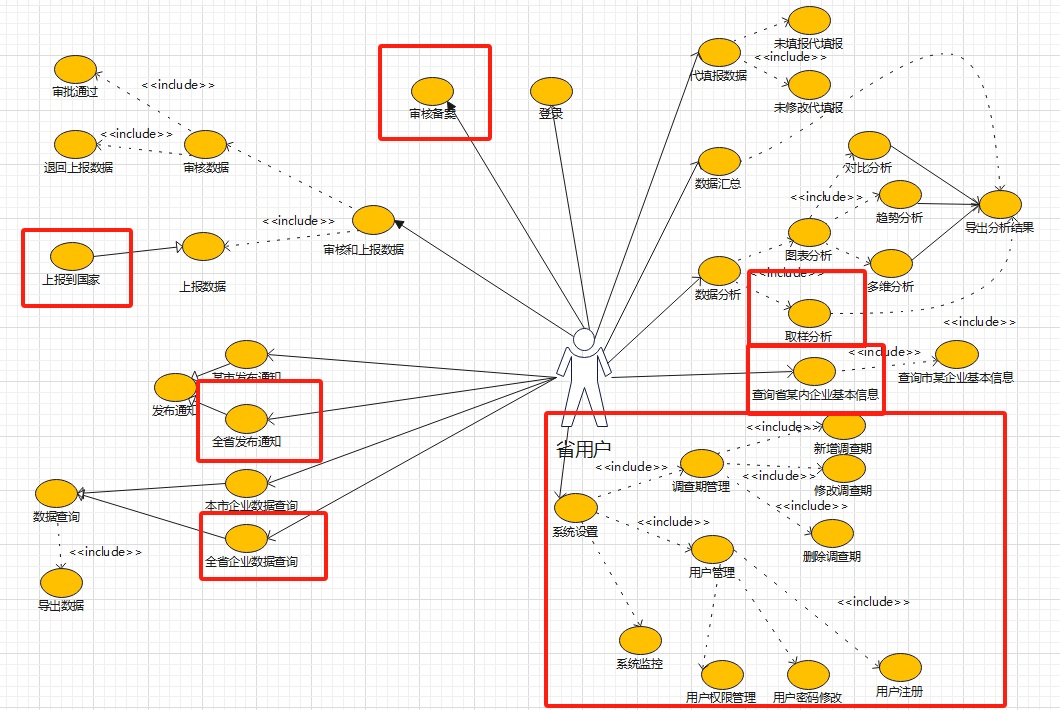 未填报代填报
<<include>>
代填报数据
未修改代填报
审批通过
<<include>>
审核备案
登录
<<include>>
退回上报数据
审核数据
数据汇总
对比分析
<<include>>
趋势分析
<<include>>
审核和上报数据
导出分析结果
图表分析
上报到国家
上报数据
<<include>>
数据分析
多维分析
<<include>>
取样分析
<<include>>
某市发布通知
查询市某企业基本信息
查询省某内企业基本信息
发布通知
全省发布通知
<<include>>
省用户
新增调查期
<<include>>
<<include>>
调查期管理
修改调查期
本市企业数据查询
<<include>>
数据查询
<<include>>
系统设置
<<include>>
全省企业数据查询
删除调查期
用户管理
导出数据
<<include>>
系统监控
用户权限管理
用户密码修改
用户注册